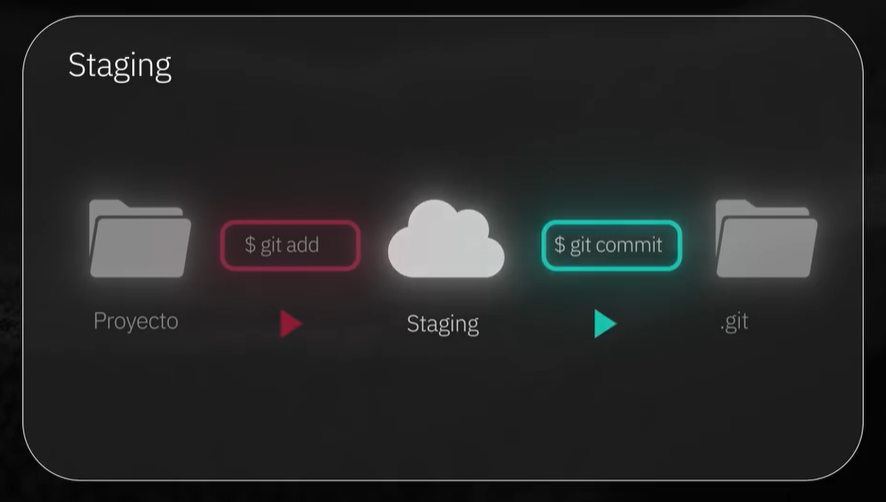 Staging
$ git add
$ git commit
Proyecto
Staging
.git